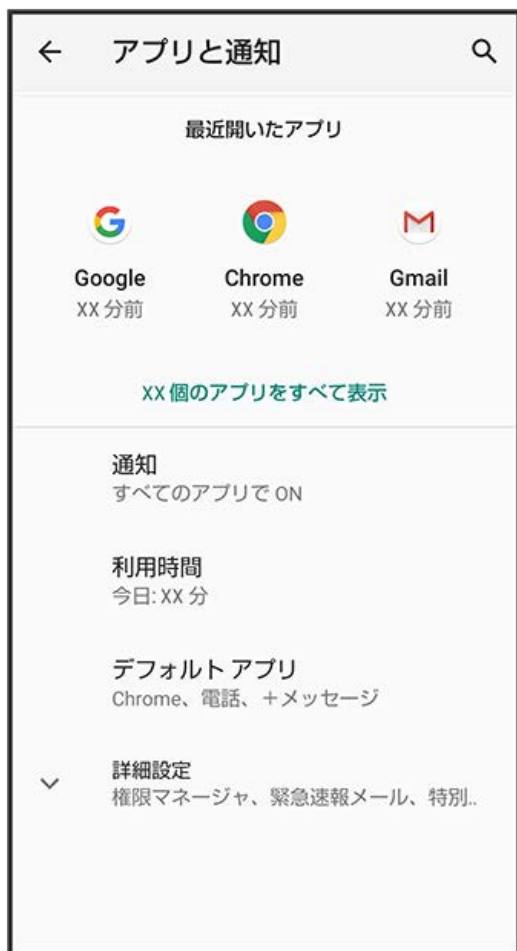 アプリと通知
最近開いたアプリ
Google Chrome Gmail
XX 分前 XX 分前 XX 分前
XX 個のアプリをすべて表示
通知
すべてのアプリで ON
利用時間
今日: XX 分
デフォルト アプリ
Chrome、電話、＋メッセージ
詳細設定
権限マネージャ、緊急速報メール、特別..